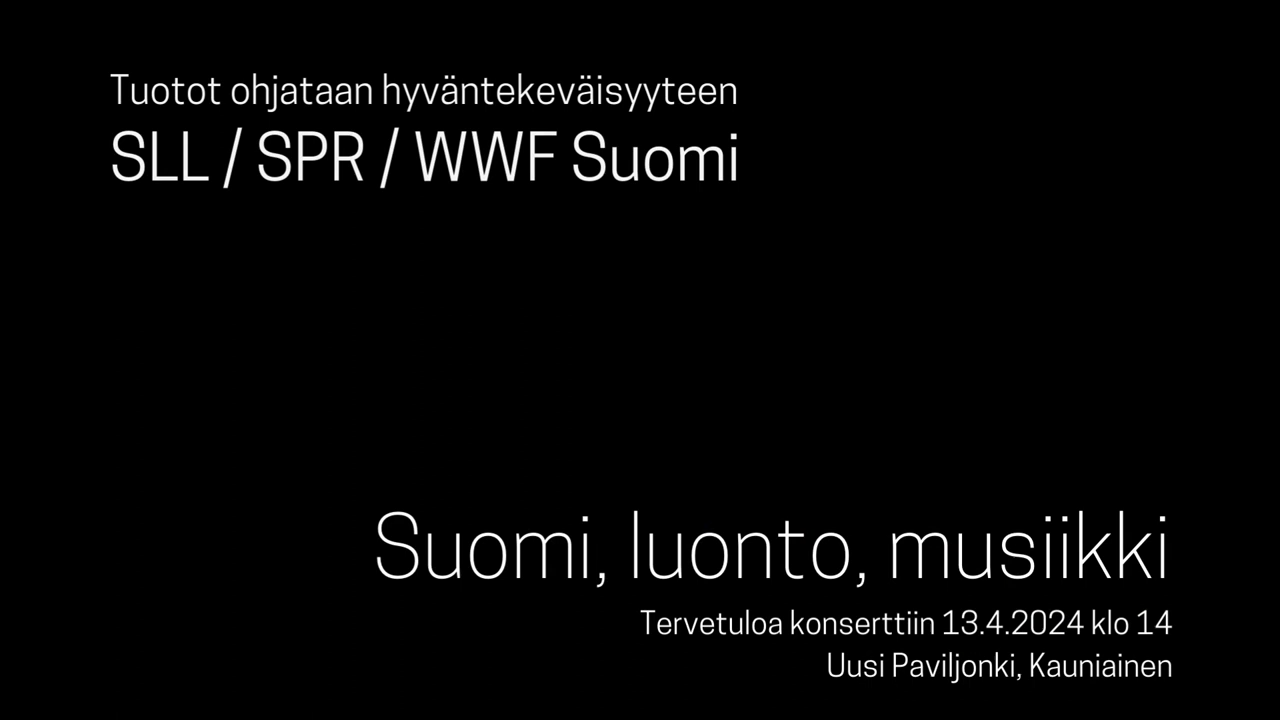 Tuotot ohjataan hyväntekeväisyyteen
SLL / SPR / WWF Suomi
Suomi, luonto, musiikki
Tervetuloa konserttiin 13.4.2024 klo 14
Uusi Paviljonki, Kauniainen